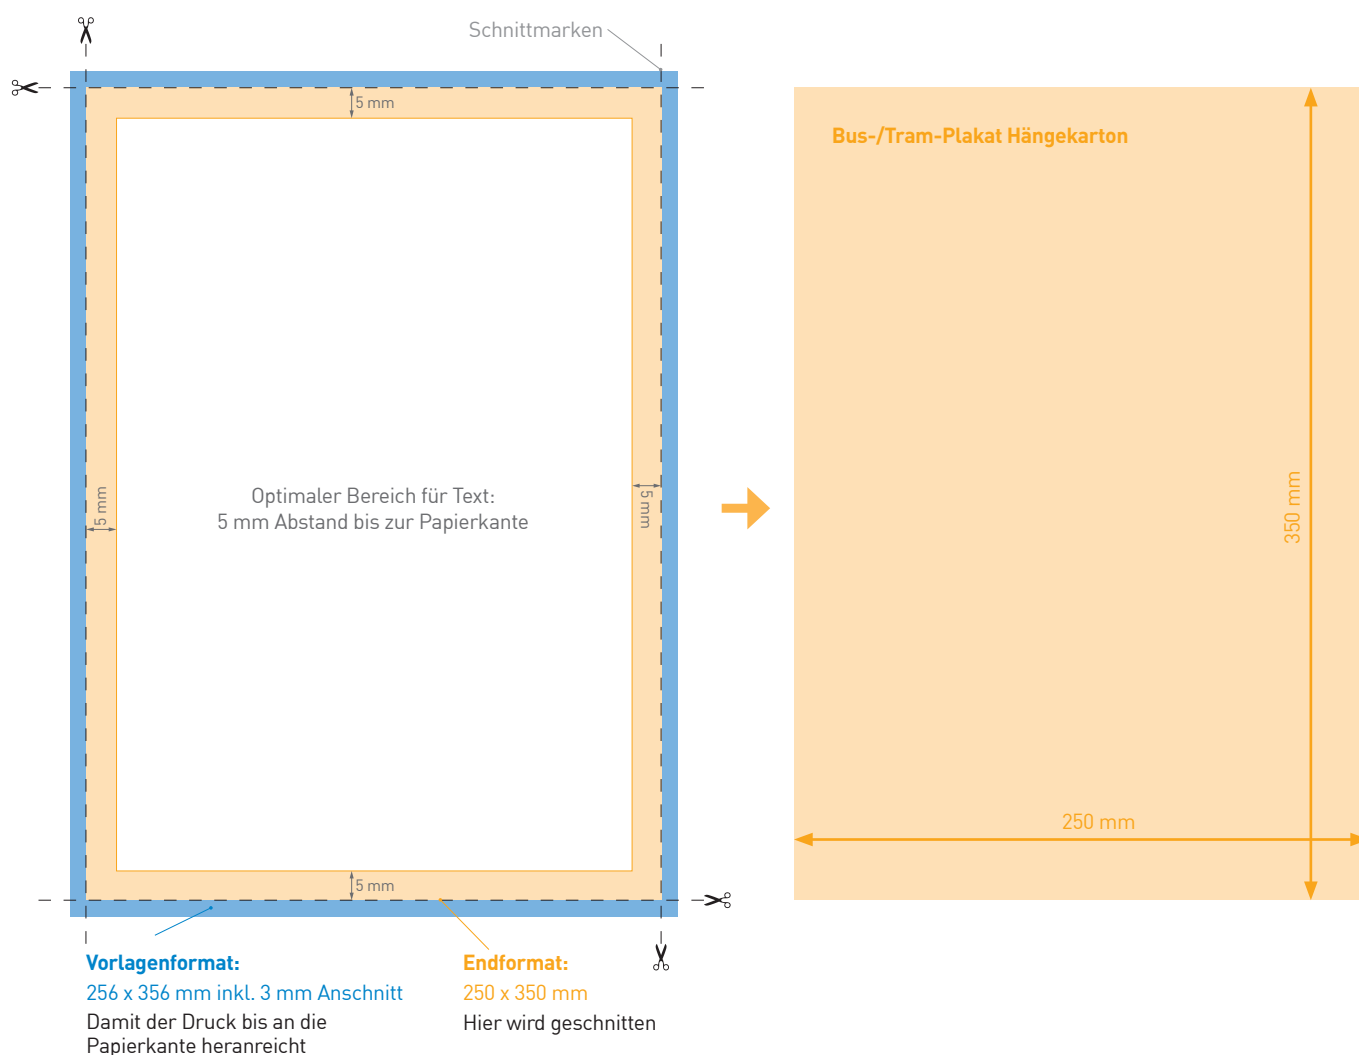 Schnittmarken
5 mm
Bus-/Tram-Plakat Hängekarton
5 mm
Optimaler Bereich für Text:
5 mm Abstand bis zur Papierkante
5 mm
350 mm
250 mm
5 mm
Vorlagenformat:
256 x 356 mm inkl. 3 mm Anschnitt
Damit der Druck bis an die
Papierkante heranreicht
Endformat:
250 x 350 mm
Hier wird geschnitten